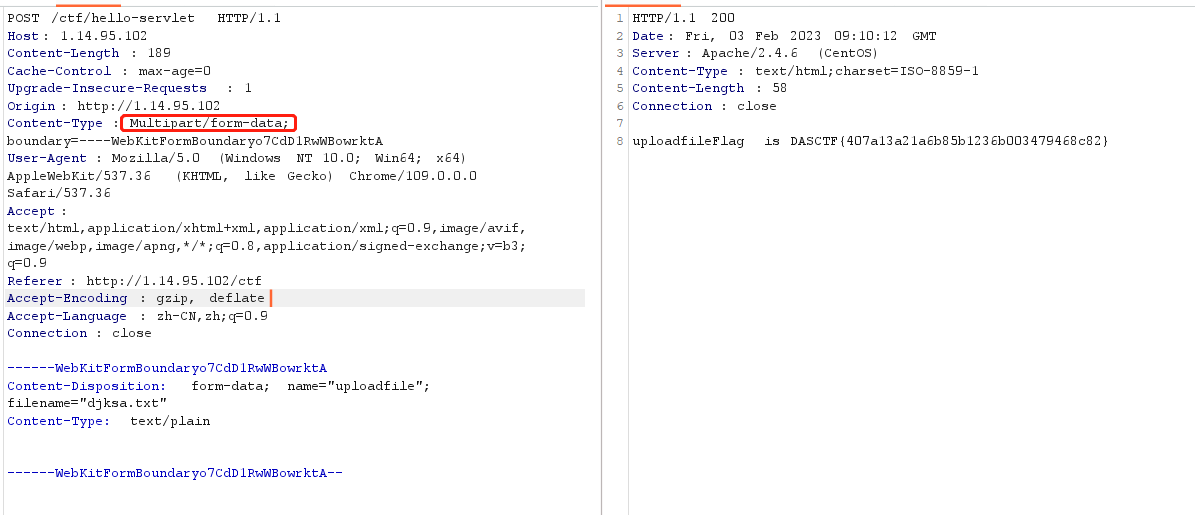 POST /ctf/hello-servlet HTTP/1.1
Host: 1.14.95.102
Content-Length : 189
Cache-Control : max-age=0
Upgrade-Insecure-Requests : 1
Origin : http://1.14.95.102
Content-Type : Multipart/form-data;
boundary=----WebKitFormBoundaryo7CdD1RwWBowrktA
User-Agent : Mozilla/5.0 (Windows NT 10.0; Win64; x64)
AppleWebKit/537.36 (KHTML, like Gecko) Chrome/109.0.0.0
Safari/537.36
Accept :
text/html,application/xhtml+xml,application/xml;q=0.9,image/avif,
image/webp,image/apng,*/*;q=0.8,application/signed-exchange;v=b3;
q=0.9
Referer : http://1.14.95.102/ctf
Accept-Encoding : gzip, deflate
Accept-Language : zh-CN,zh;q=0.9
Connection : close
------WebKitFormBoundaryo7CdD1RwWBowrktA
Content-Disposition: form-data; name="uploadfile";
filename="djksa.txt"
Content-Type: text/plain
------WebKitFormBoundaryo7CdD1RwWBowrktA--
1 HTTP/1.1 200
2 Date : Fri, 03 Feb 2023 09:10:12 GMT
3 Server : Apache/2.4.6 (CentOS)
4 Content-Type : text/html;charset=ISO-8859-1
5 Content-Length : 58
6 Connection : close
7
8 uploadfileFlag is DASCTF{407a13a21a6b85b1236b003479468c82}